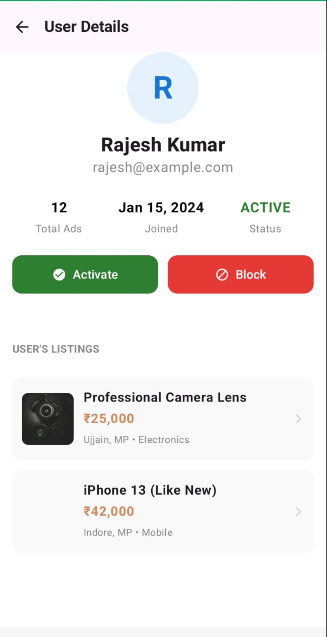 User Details
R
Rajesh Kumar
rajesh@example.com
12 Jan 15, 2024 ACTIVE
Total Ads Joined Status
Activate Block
USER'S LISTINGS
Professional Camera Lens
₹25,000
Ujjain, MP • Electronics
iPhone 13 (Like New)
₹42,000
Indore, MP • Mobile